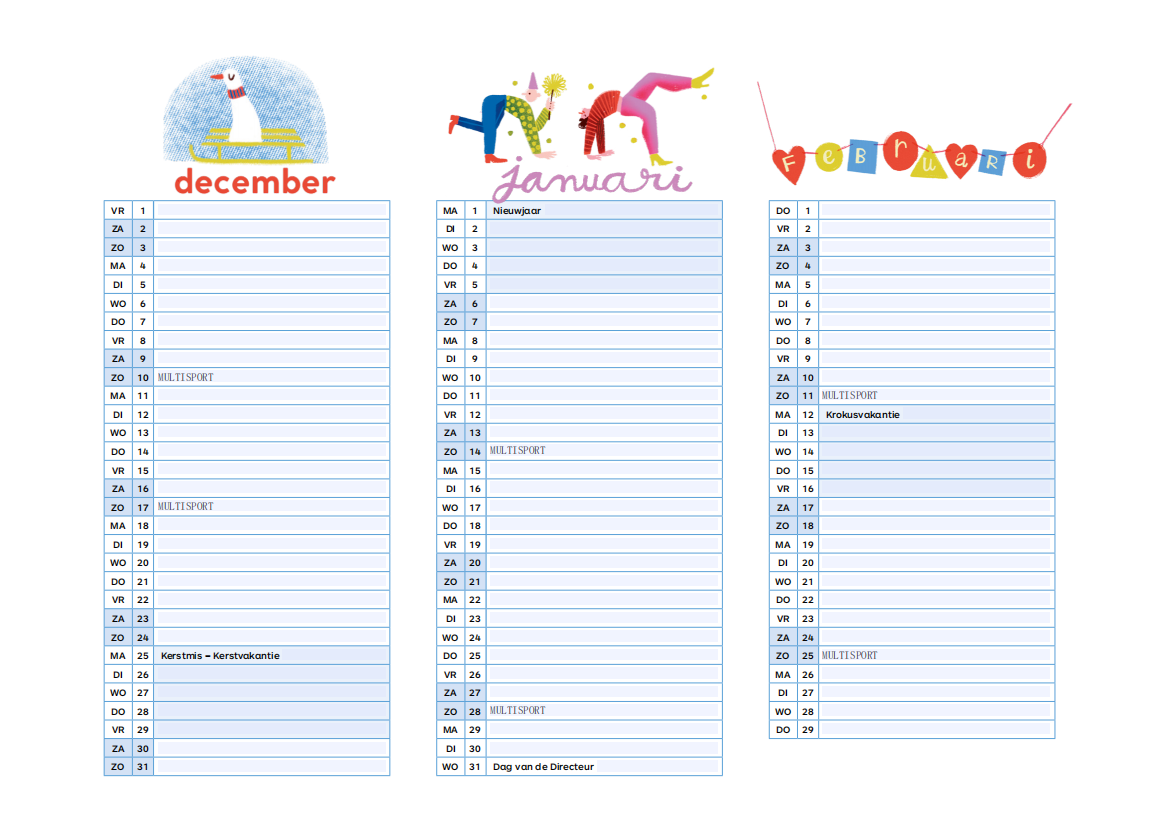 december
VR 1
ZA 2
ZO 3
MA 4
DI 5
WO 6
DO 7
VR 8
ZA 9
ZO 10 MULTISPORT
MA 11
DI 12
WO 13
DO 14
VR 15
ZA 16
ZO 17 MULTISPORT
MA 18
DI 19
WO 20
DO 21
VR 22
ZA 23
ZO 24
MA 25 Kerstmis – Kerstvakantie
DI 26
WO 27
DO 28
VR 29
ZA 30
ZO 31
januari
MA 1 Nieuwjaar
DI 2
WO 3
DO 4
VR 5
ZA 6
ZO 7
MA 8
DI 9
WO 10
DO 11
VR 12
ZA 13
ZO 14 MULTISPORT
MA 15
DI 16
WO 17
DO 18
VR 19
ZA 20
ZO 21
MA 22
DI 23
WO 24
DO 25
VR 26
ZA 27
ZO 28 MULTISPORT
MA 29
DI 30
WO 31 Dag van de Directeur
FEBRUARI
DO 1
VR 2
ZA 3
ZO 4
MA 5
DI 6
WO 7
DO 8
VR 9
ZA 10
ZO 11 MULTISPORT
MA 12 Krokusvakantie
DI 13
WO 14
DO 15
VR 16
ZA 17
ZO 18
MA 19
DI 20
WO 21
DO 22
VR 23
ZA 24
ZO 25 MULTISPORT
MA 26
DI 27
WO 28
DO 29